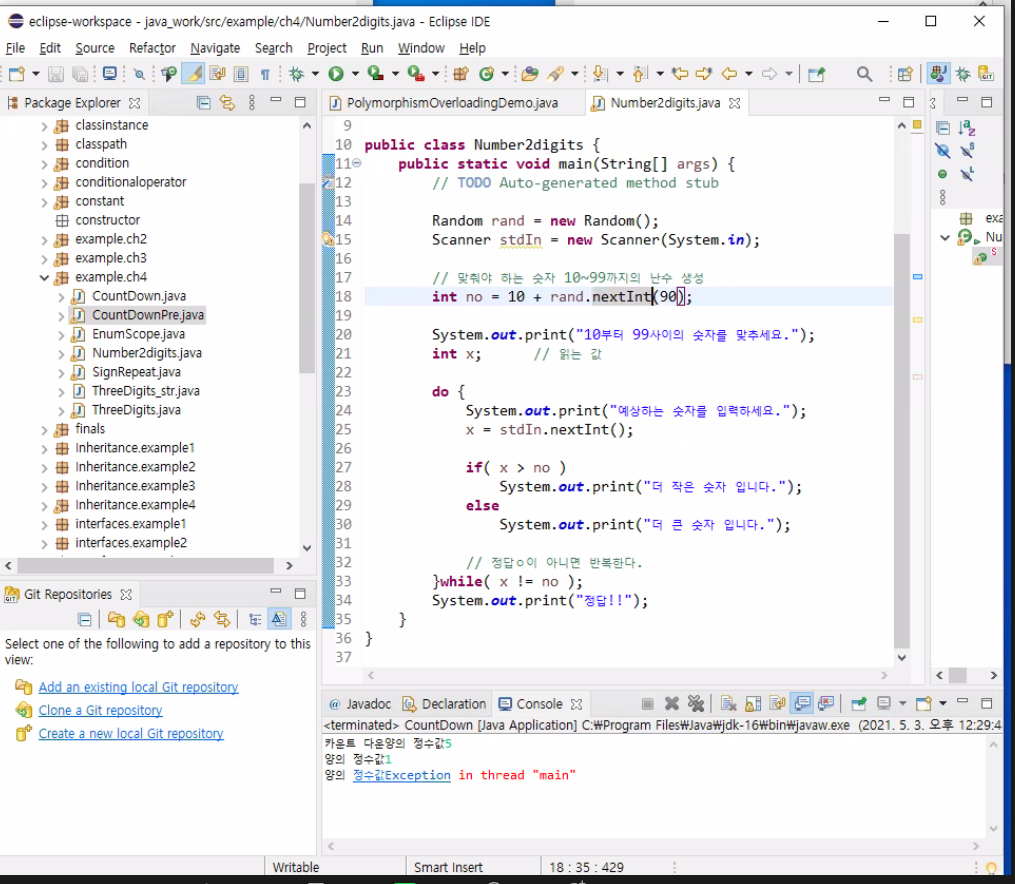 eclipse-workspace - java_work/src/example/ch4/Number2digits.java - Eclipse IDE
File Edit Source Refactor Navigate Search Project Run Window Help
Package Explorer
classinstance
classpath
condition
conditionaloperator
constant
constructor
example.ch2
example.ch3
example.ch4
CountDown.java
CountDownPre.java
EnumScope.java
Number2digits.java
SignRepeat.java
ThreeDigits_str.java
ThreeDigits.java
finals
Inheritance.example1
Inheritance.example2
Inheritance.example3
Inheritance.example4
interfaces.example1
interfaces.example2
Git Repositories
Select one of the following to add a repository to this
view:
Add an existing local Git repository
Clone a Git repository
Create a new local Git repository
PolymorphismOverloadingDemo.java Number2digits.java
9
10 public class Number2digits {
11 public static void main(String[] args) {
12 // TODO Auto-generated method stub
13
14 Random rand = new Random();
15 Scanner stdIn = new Scanner(System.in);
16
17 // 맞춰야 하는 숫자 10~99까지의 난수 생성
18 int no = 10 + rand.nextInt(90);
19
20 System.out.print("10부터 99사이의 숫자를 맞추세요.");
21 int x; // 읽는 값
22
23 do {
24 System.out.print("예상하는 숫자를 입력하세요.");
25 x = stdIn.nextInt();
26
27 if( x > no )
28 System.out.print("더 작은 숫자 입니다.");
29 else
30 System.out.print("더 큰 숫자 입니다.");
31
32 // 정답ㅇ이 아니면 반복한다.
33 }while( x != no );
34 System.out.print("정답!!");
35 }
36 }
37
exa
Nu
S
Javadoc Declaration Console
<terminated> CountDown [Java Application] C:₩Program Files₩Java₩jdk-16₩bin₩javaw.exe (2021. 5. 3. 오후 12:29:4
카운트 다운양의 정수값5
양의 정수값1
양의 정수값Exception in thread "main"
Writable Smart Insert 18 : 35 : 429